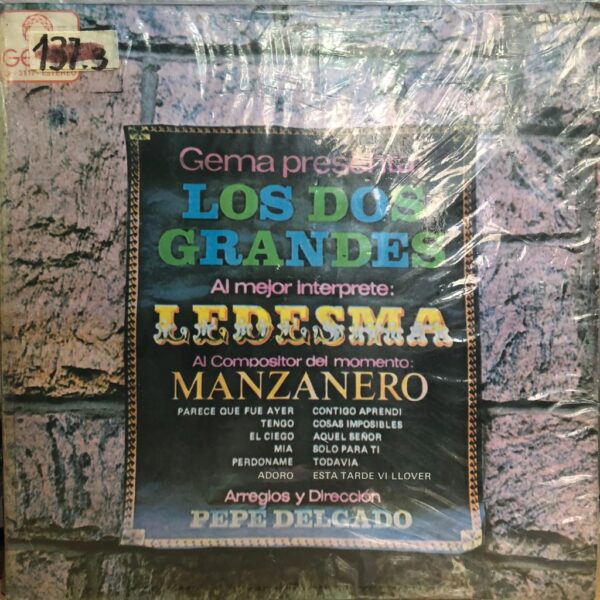 137.3
ESTEREO
Gema presenta
LOS DOS
GRANDES
Al mejor interprete:
LEDESMA
Al Compositor del momento:
MANZANERO
PARECE QUE FUE AYER CONTIGO APRENDI
TENGO COSAS IMPOSIBLES
EL CIEGO AQUEL SEÑOR
MIA SOLO PARA TI
PERDONAME TODAVIA
ADORO ESTA TARDE VI LLOVER
Arreglos y Dirección
PEPE DELGADO